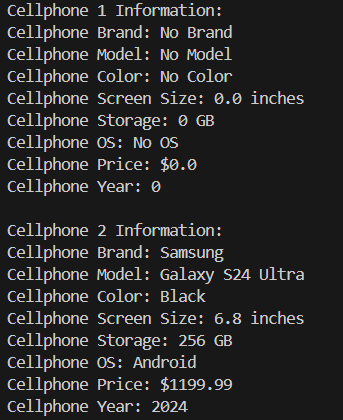 Cellphone 1 Information:
Cellphone Brand: No Brand
Cellphone Model: No Model
Cellphone Color: No Color
Cellphone Screen Size: 0.0 inches
Cellphone Storage: 0 GB
Cellphone OS: No OS
Cellphone Price: $0.0
Cellphone Year: 0

Cellphone 2 Information:
Cellphone Brand: Samsung
Cellphone Model: Galaxy S24 Ultra
Cellphone Color: Black
Cellphone Screen Size: 6.8 inches
Cellphone Storage: 256 GB
Cellphone OS: Android
Cellphone Price: $1199.99
Cellphone Year: 2024